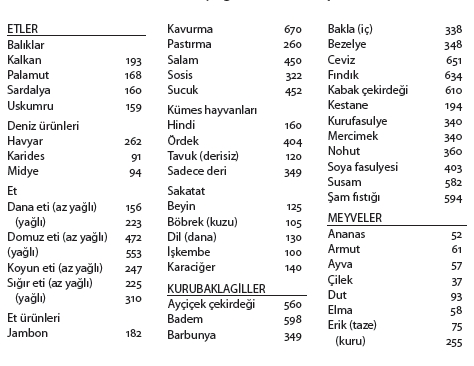 ETLER
Balıklar
Kalkan 193
Palamut 168
Sardalya 160
Uskumru 159
Deniz ürünleri
Havyar 262
Karides 91
Midye 94
Et
Dana eti (az yağlı) 156
(yağlı) 223
Domuz eti (az yağlı) 472
(yağlı) 553
Koyun eti (az yağlı) 247
Sığır eti (az yağlı) 225
(yağlı) 310
Et ürünleri
Jambon 182
Kavurma 670
Pastırma 260
Salam 450
Sosis 322
Sucuk 452
Kümes hayvanları
Hindi 160
Ördek 404
Tavuk (derisiz) 120
Sadece deri 349
Sakatat
Beyin 125
Böbrek (kuzu) 105
Dil (dana) 130
İşkembe 100
Karaciğer 140
KURUBAKLAGİLLER
Ayçiçek çekirdeği 560
Badem 598
Barbunya 349
Bakla (iç) 338
Bezelye 348
Ceviz 651
Fındık 634
Kabak çekirdeği 610
Kestane 194
Kurufasulye 340
Mercimek 340
Nohut 360
Soya fasulyesi 403
Susam 582
Şam fıstığı 594
MEYVELER
Ananas 52
Armut 61
Ayva 57
Çilek 37
Dut 93
Elma 58
Erik (taze) 75
(kuru) 255